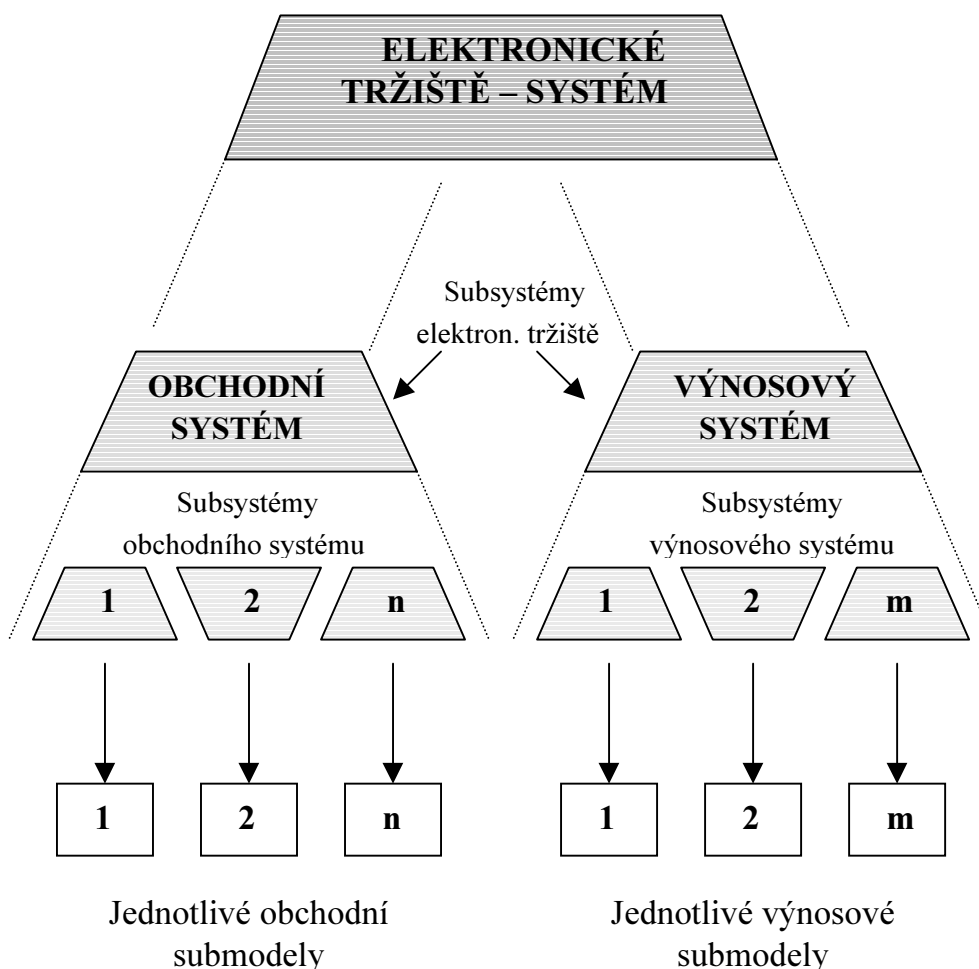 ELEKTRONICKÉ
TRŽIŠTĚ – SYSTÉM
Subsystémy
elektron. tržiště
OBCHODNÍ
SYSTÉM
VÝNOSOVÝ
SYSTÉM
Subsystémy
obchodního systému
Subsystémy
výnosového systému
1 2 n
1 2 m
1 2 n
1 2 m
Jednotlivé obchodní
submodely
Jednotlivé výnosové
submodely